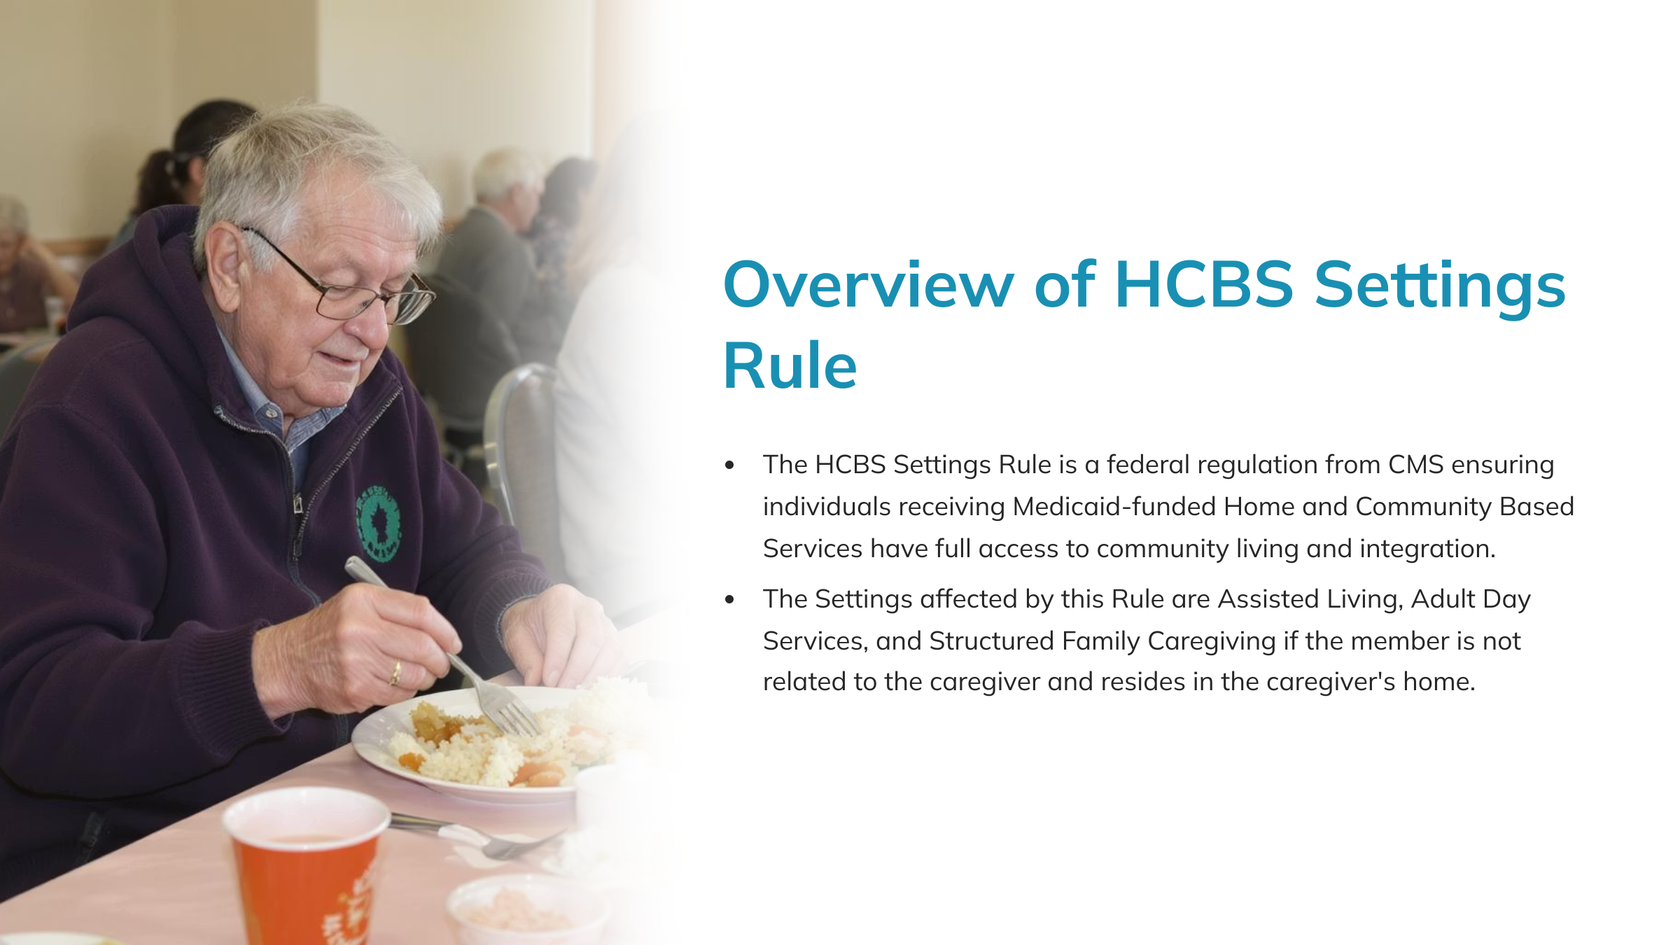 Overview of HCBS Settings
Rule
• The HCBS Settings Rule is a federal regulation from CMS ensuring
individuals receiving Medicaid-funded Home and Community Based
Services have full access to community living and integration.
• The Settings affected by this Rule are Assisted Living, Adult Day
Services, and Structured Family Caregiving if the member is not
related to the caregiver and resides in the caregiver's home.